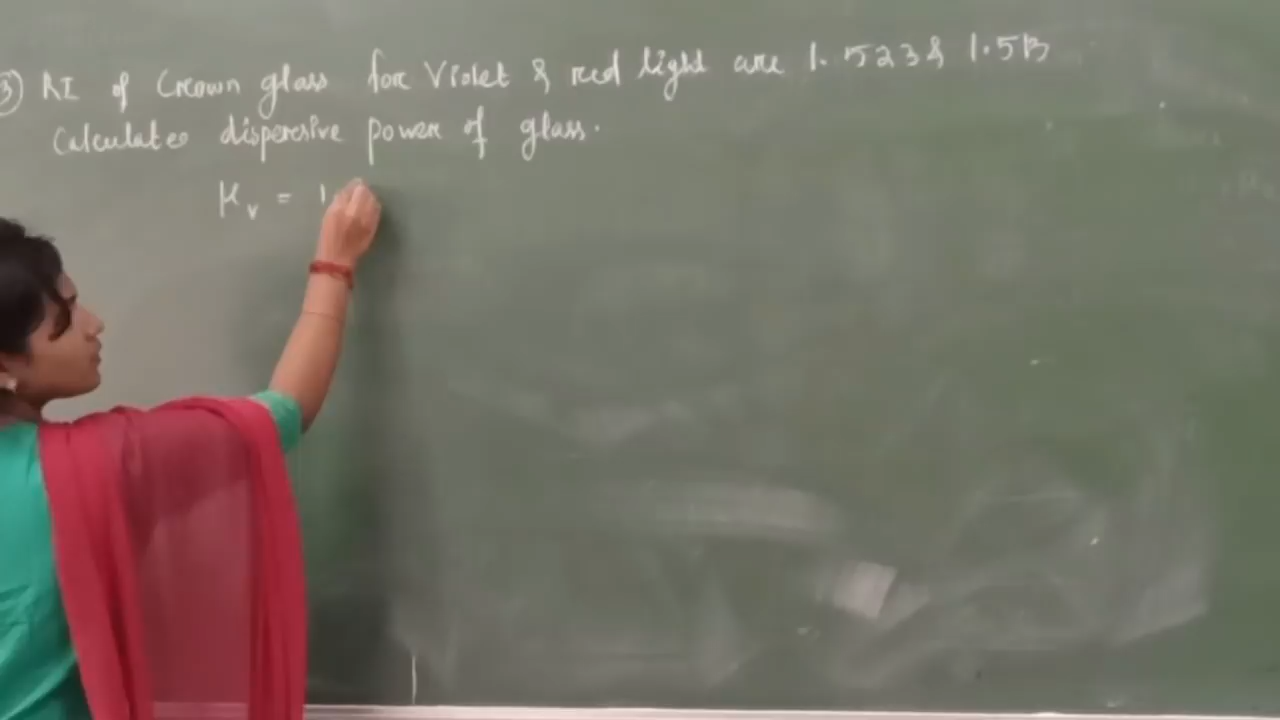 3) RI of Crown glass for Violet & red light are 1.523 & 1.513
Calculate dispersive power of glass.
μv = 1